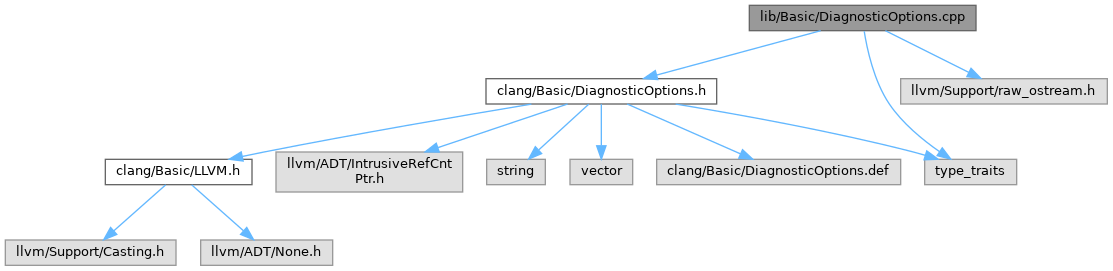 lib/Basic/DiagnosticOptions.cpp
clang/Basic/DiagnosticOptions.h
llvm/Support/raw_ostream.h
clang/Basic/LLVM.h
llvm/ADT/IntrusiveRefCnt
Ptr.h
string
vector
clang/Basic/DiagnosticOptions.def
type_traits
llvm/Support/Casting.h
llvm/ADT/None.h